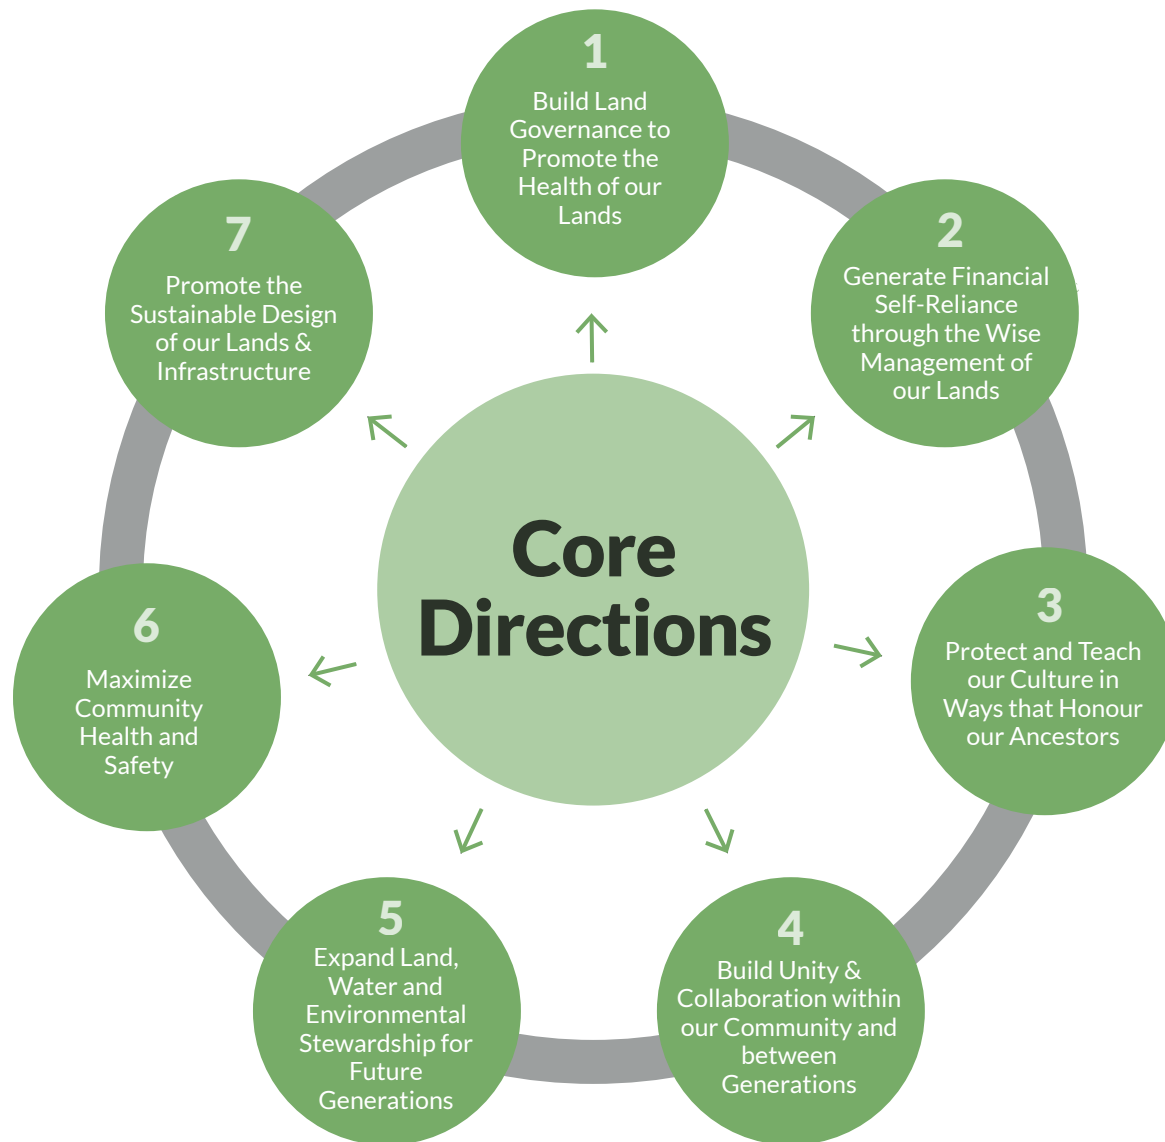 1
Build Land
Governance to
Promote the
Health of our
Lands
2
Generate Financial
Self-Reliance
through the Wise
Management of
our Lands
3
Protect and Teach
our Culture in
Ways that Honour
our Ancestors
4
Build Unity &
Collaboration within
our Community and
between
Generations
5
Expand Land,
Water and
Environmental
Stewardship for
Future
Generations
6
Maximize
Community
Health and
Safety
7
Promote the
Sustainable Design
of our Lands &
Infrastructure
Core
Directions